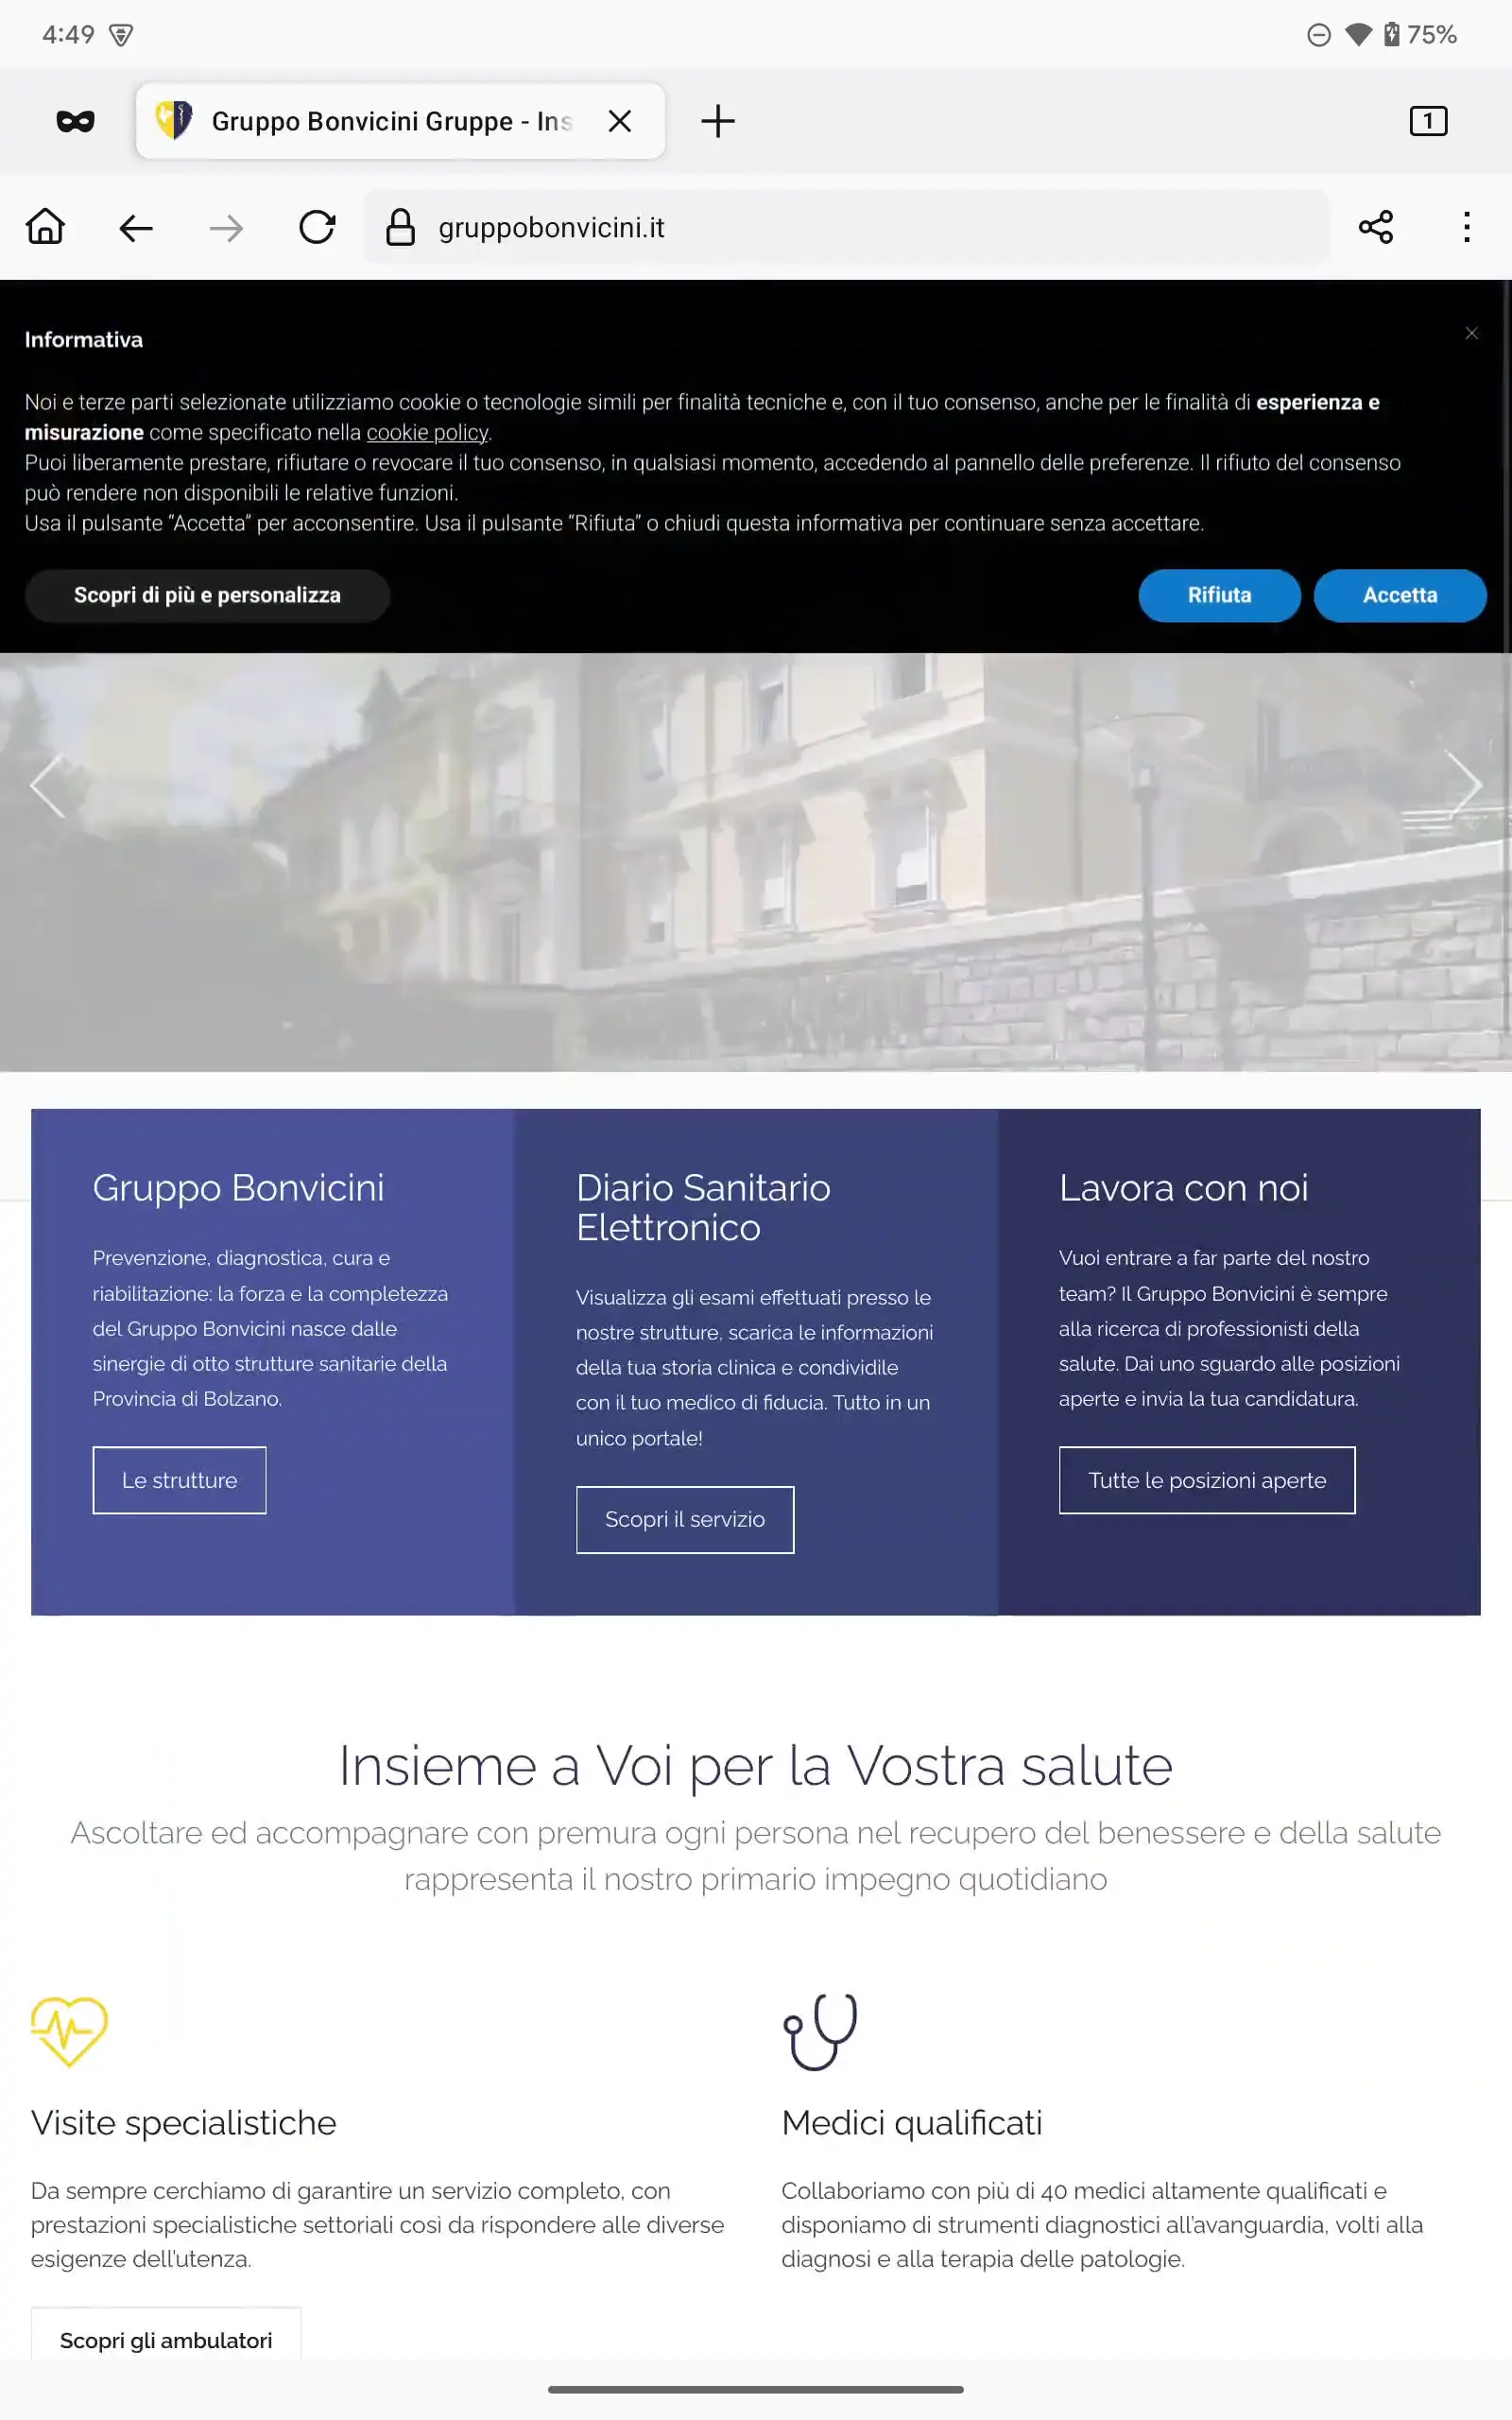 4:49
75%
Gruppo Bonvicini Gruppe - Ins
1
gruppobonvicini.it
Informativa
Noi e terze parti selezionate utilizziamo cookie o tecnologie simili per finalità tecniche e, con il tuo consenso, anche per le finalità di esperienza e
misurazione come specificato nella cookie policy.
Puoi liberamente prestare, rifiutare o revocare il tuo consenso, in qualsiasi momento, accedendo al pannello delle preferenze. Il rifiuto del consenso
può rendere non disponibili le relative funzioni.
Usa il pulsante “Accetta” per acconsentire. Usa il pulsante “Rifiuta” o chiudi questa informativa per continuare senza accettare.
Scopri di più e personalizza
Rifiuta
Accetta
Gruppo Bonvicini
Prevenzione, diagnostica, cura e
riabilitazione: la forza e la completezza
del Gruppo Bonvicini nasce dalle
sinergie di otto strutture sanitarie della
Provincia di Bolzano.
Le strutture
Diario Sanitario
Elettronico
Visualizza gli esami effettuati presso le
nostre strutture, scarica le informazioni
della tua storia clinica e condividile
con il tuo medico di fiducia. Tutto in un
unico portale!
Scopri il servizio
Lavora con noi
Vuoi entrare a far parte del nostro
team? Il Gruppo Bonvicini è sempre
alla ricerca di professionisti della
salute. Dai uno sguardo alle posizioni
aperte e invia la tua candidatura.
Tutte le posizioni aperte
Insieme a Voi per la Vostra salute
Ascoltare ed accompagnare con premura ogni persona nel recupero del benessere e della salute
rappresenta il nostro primario impegno quotidiano
Visite specialistiche
Da sempre cerchiamo di garantire un servizio completo, con
prestazioni specialistiche settoriali così da rispondere alle diverse
esigenze dell'utenza.
Scopri gli ambulatori
Medici qualificati
Collaboriamo con più di 40 medici altamente qualificati e
disponiamo di strumenti diagnostici all'avanguardia, volti alla
diagnosi e alla terapia delle patologie.